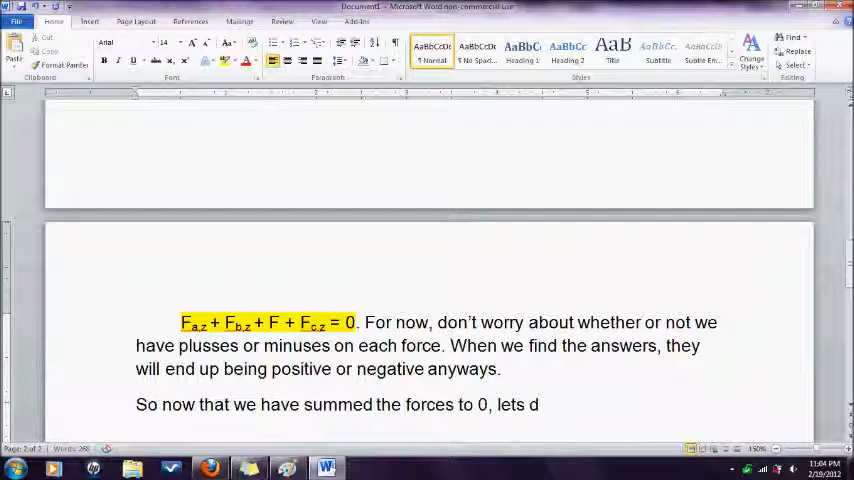 Document1 - Microsoft Word non-commercial use
File Home Insert Page Layout References Mailings Review View Add-Ins
Paste
Cut
Copy
Format Painter
Clipboard
Arial 14
Font
Paragraph
AaBbCcDc AaBbCcDc AaBbC AaBbCc AaB AaBbCcI AaBbCcDc
¶ Normal ¶ No Spaci... Heading 1 Heading 2 Title Subtitle Subtle Em...
Change Styles
Styles
Find
Replace
Select
Editing
Fa,z + Fb,z + F + Fc,z = 0. For now, don't worry about whether or not we
have plusses or minuses on each force. When we find the answers, they
will end up being positive or negative anyways.
So now that we have summed the forces to 0, lets d
Page: 2 of 2 Words: 268 150%
11:04 PM
2/19/2012